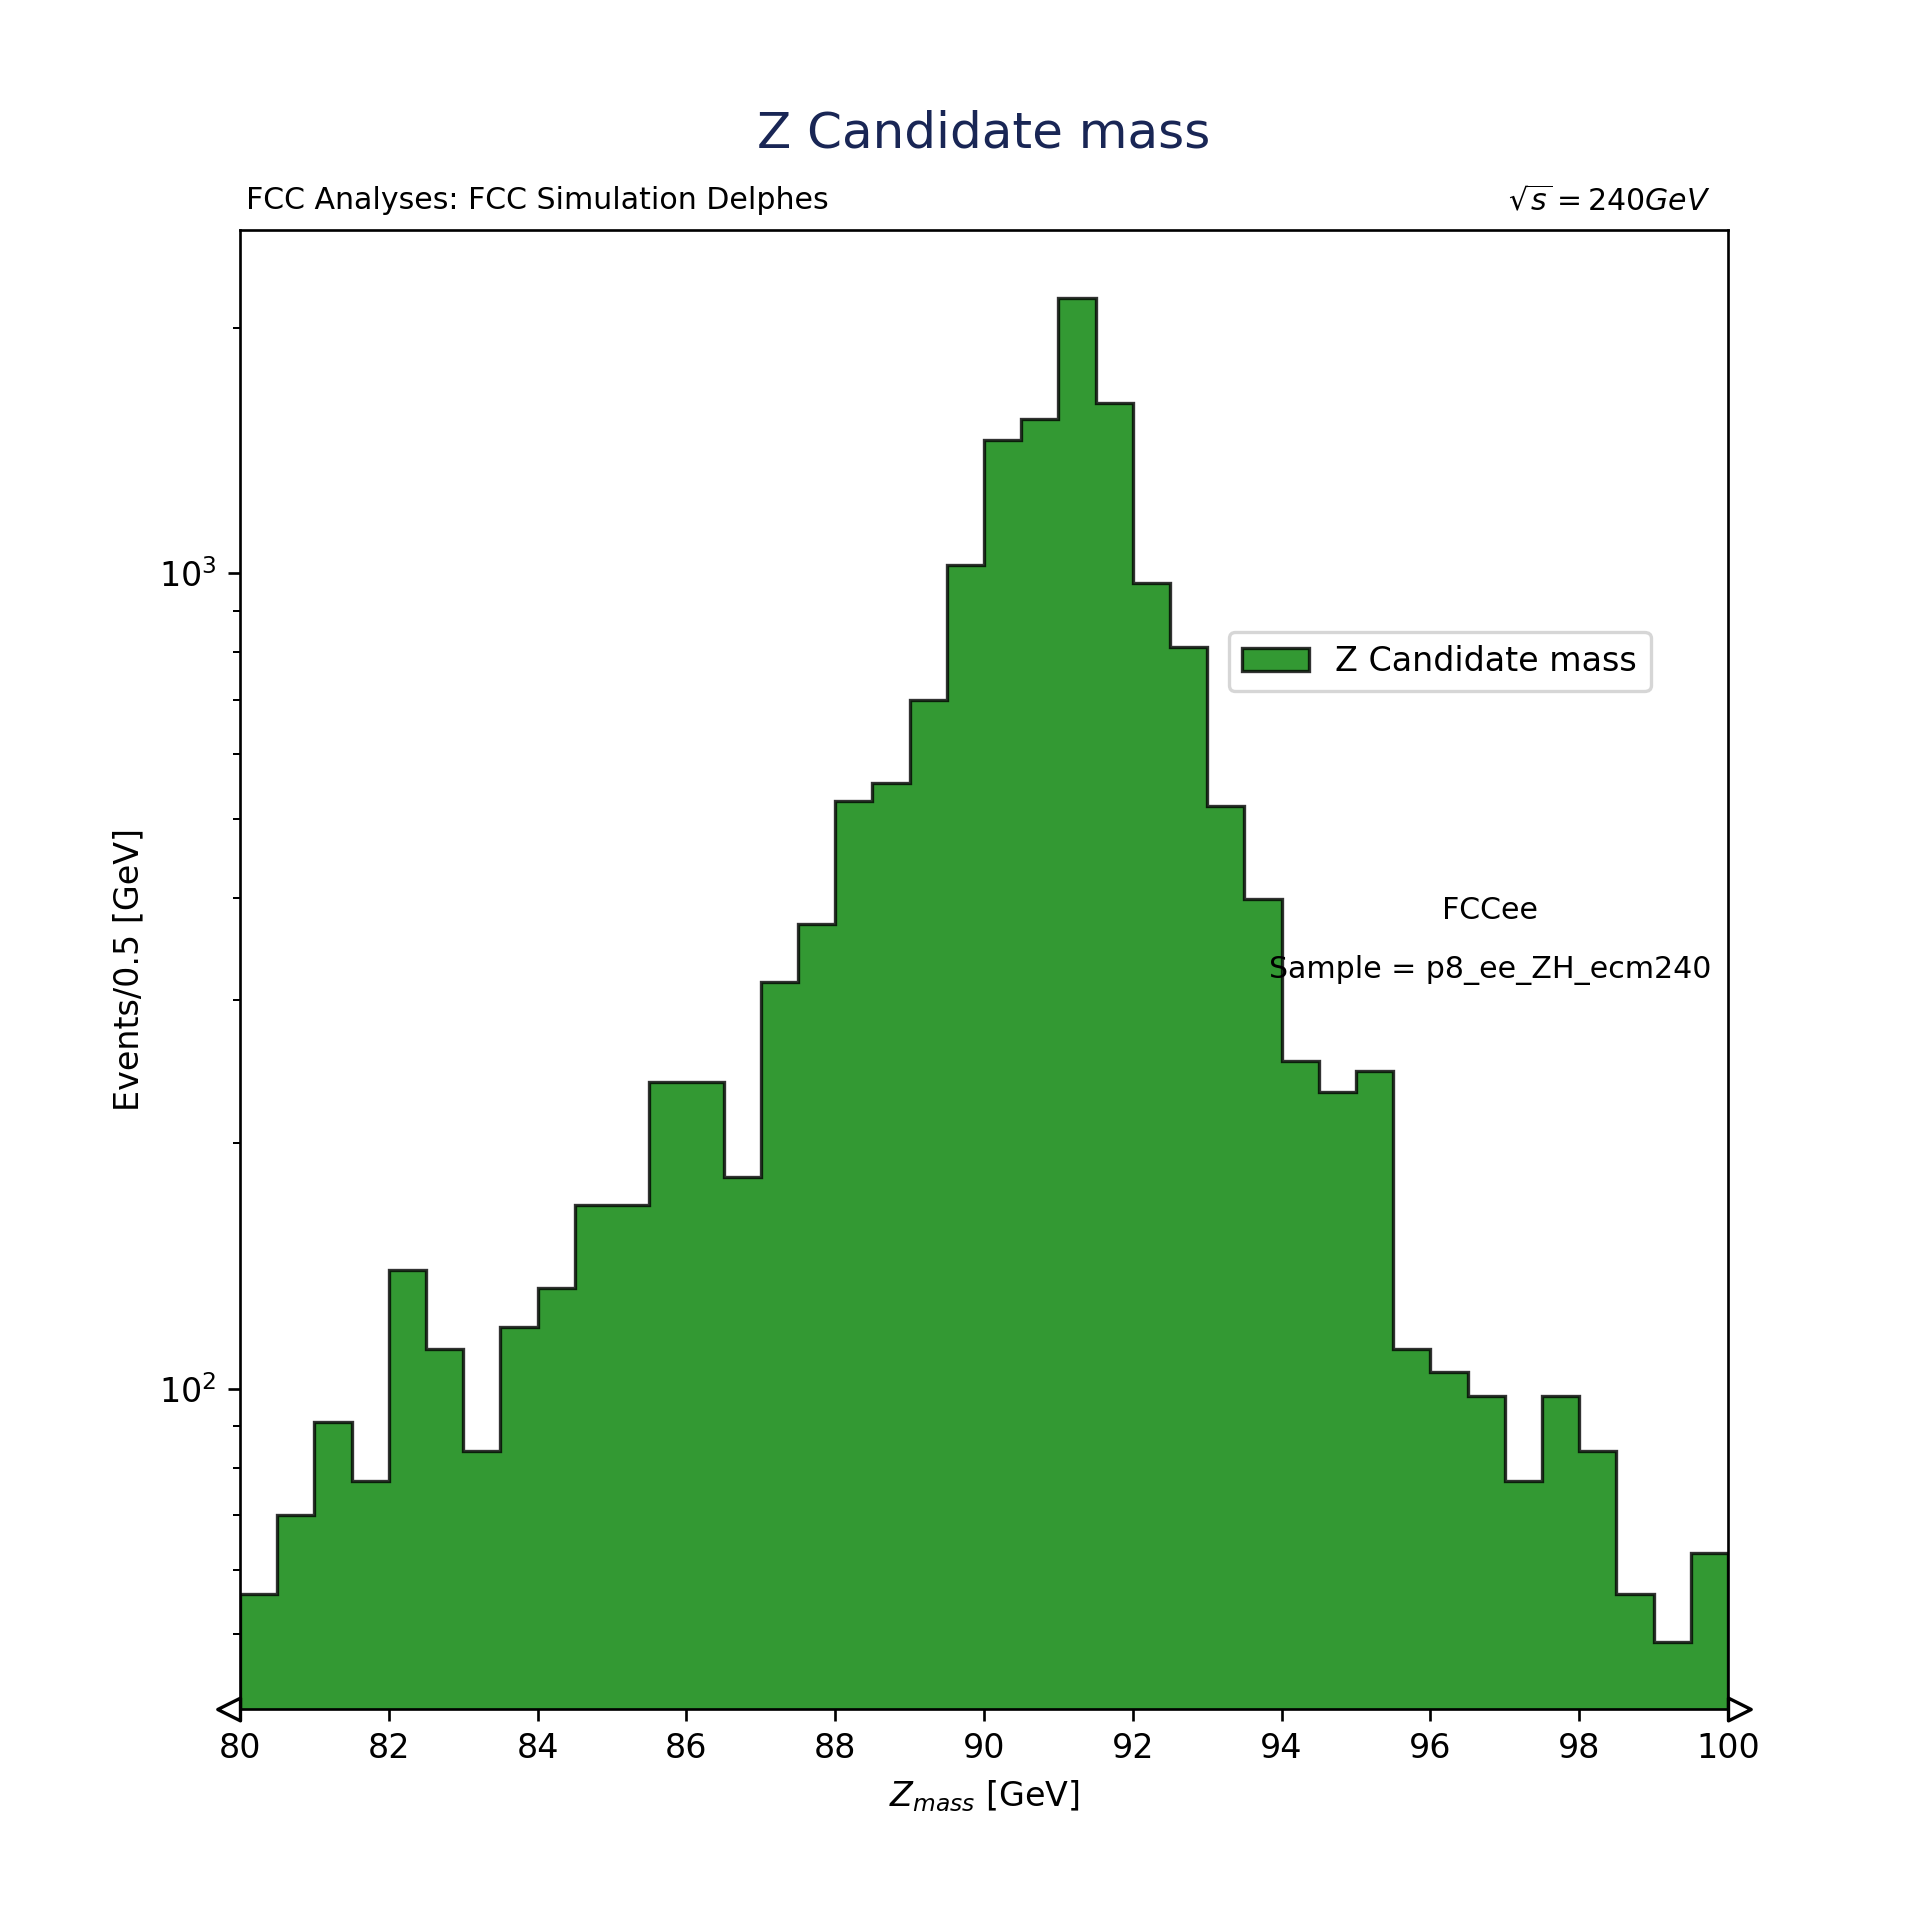 Z Candidate mass
FCC Analyses: FCC Simulation Delphes
√s = 240GeV
10³
Z Candidate mass
Events/0.5 [GeV]
FCCee
Sample = p8_ee_ZH_ecm240
10²
80 82 84 86 88 90 92 94 96 98 100
Z_mass [GeV]